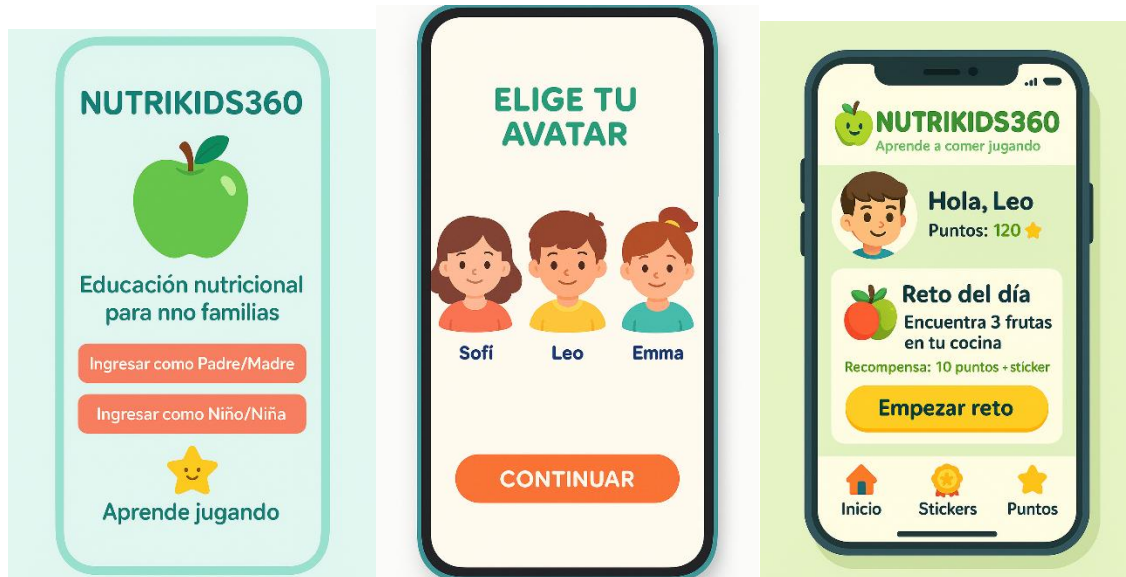 NUTRIKIDS360
Educación nutricional
para nno familias
Ingresar como Padre/Madre
Ingresar como Niño/Niña
Aprende jugando
ELIGE TU
AVATAR
Sofí
Leo
Emma
CONTINUAR
NUTRIKIDS360
Aprende a comer jugando
Hola, Leo
Puntos: 120
Reto del día
Encuentra 3 frutas
en tu cocina
Recompensa: 10 puntos + stícker
Empezar reto
Inicio
Stickers
Puntos